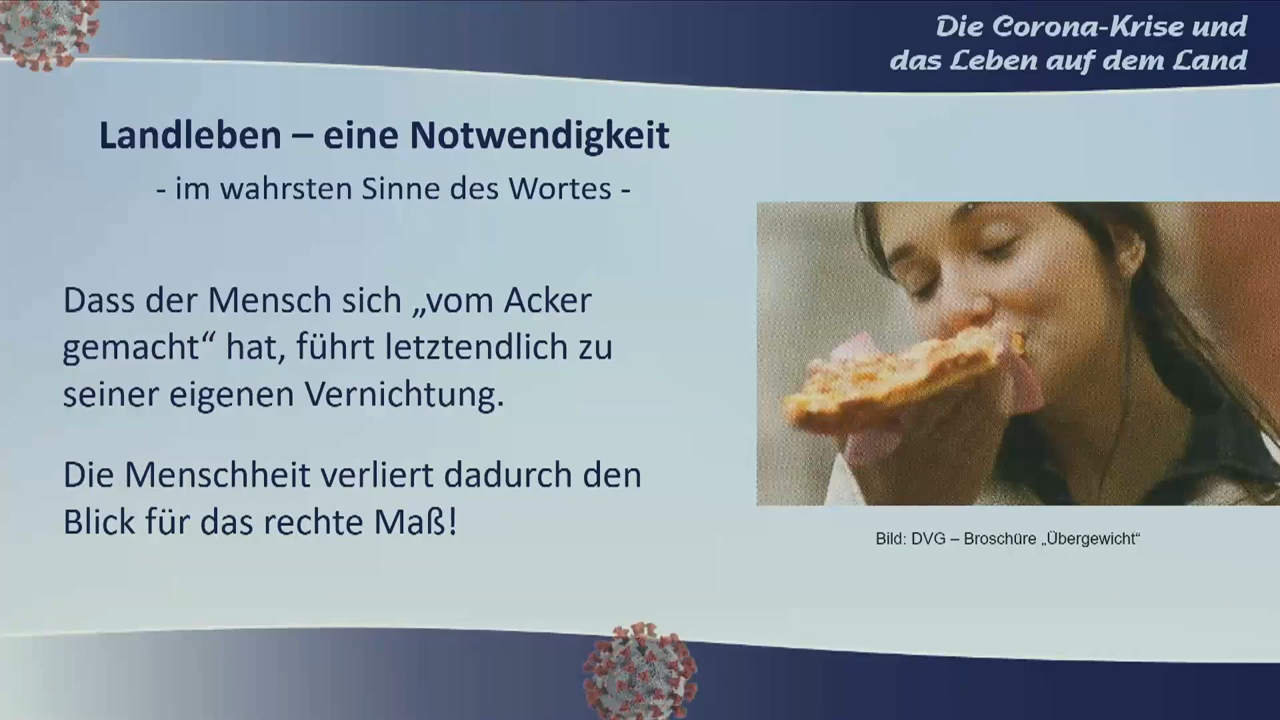 Die Corona-Krise und
das Leben auf dem Land
Landleben – eine Notwendigkeit
- im wahrsten Sinne des Wortes -
Dass der Mensch sich „vom Acker
gemacht“ hat, führt letztendlich zu
seiner eigenen Vernichtung.
Die Menschheit verliert dadurch den
Blick für das rechte Maß!
Bild: DVG – Broschüre „Übergewicht“